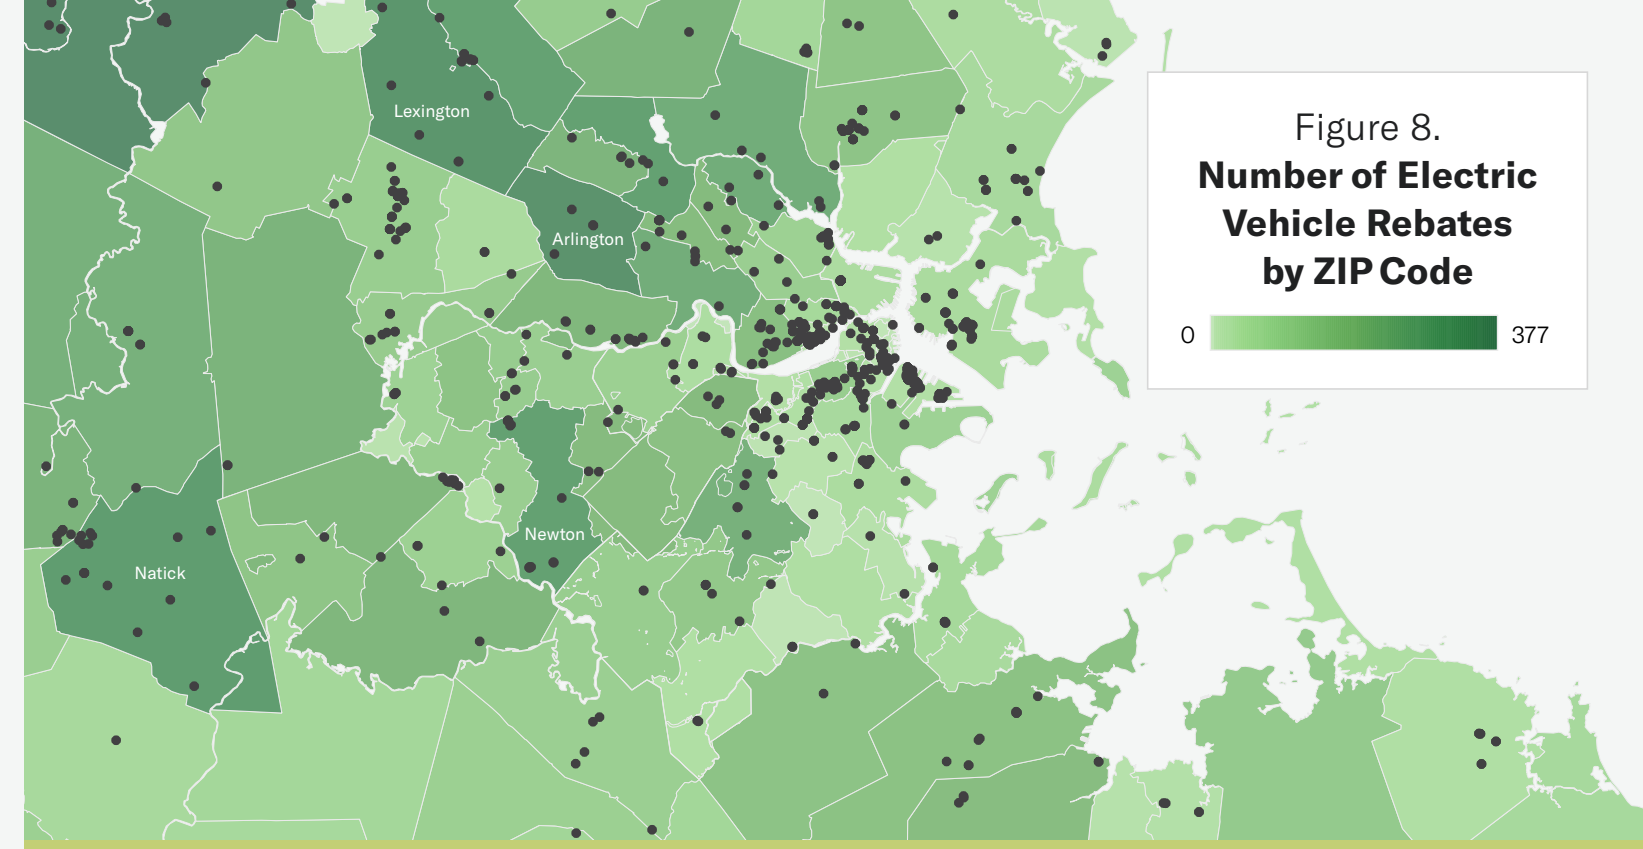 Figure 8.
Number of Electric
Vehicle Rebates
by ZIP Code
0 377
Lexington
Arlington
Newton
Natick